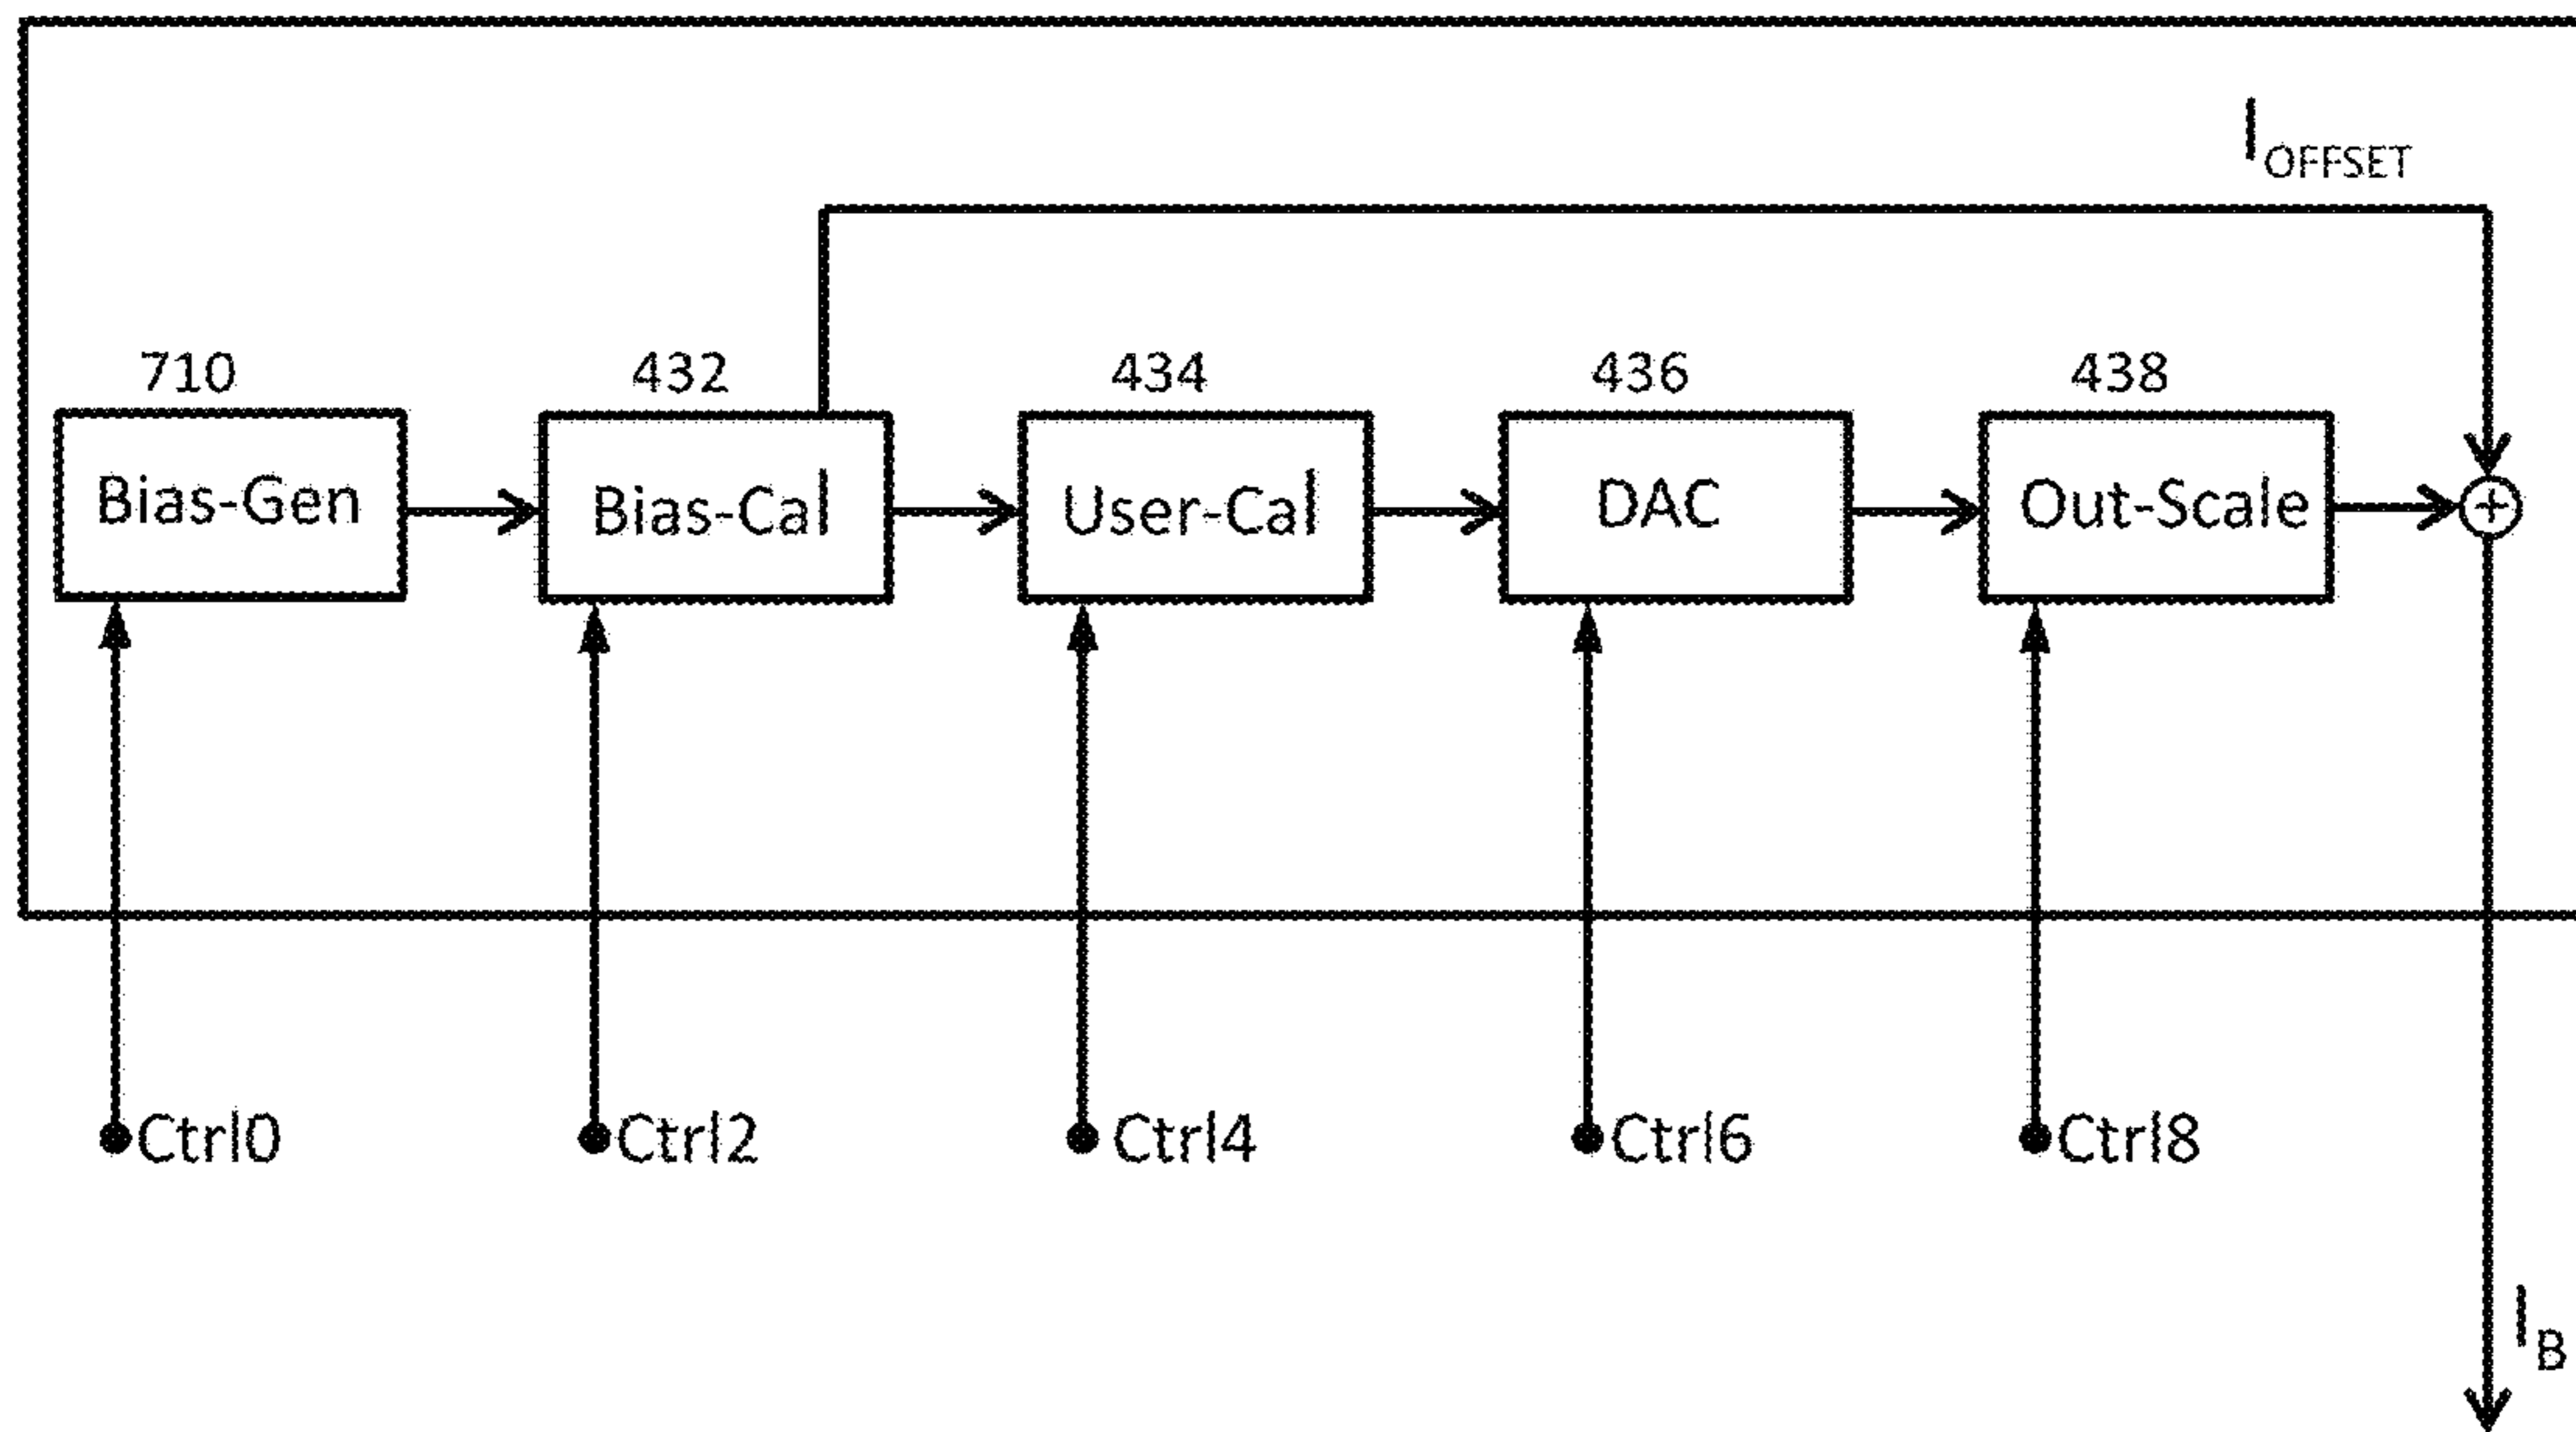 I_OFFSET
710 432 434 436 438
Bias-Gen Bias-Cal User-Cal DAC Out-Scale +
Ctrl0 Ctrl2 Ctrl4 Ctrl6 Ctrl8
I_B